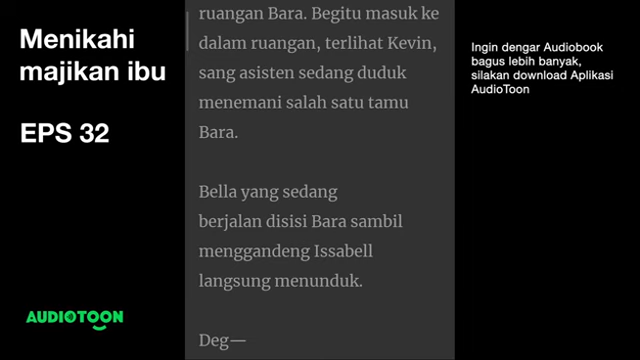 Menikahi
majikan ibu
EPS 32
AUDIOTOON
ruangan Bara. Begitu masuk ke
dalam ruangan, terlihat Kevin,
sang asisten sedang duduk
menemani salah satu tamu
Bara.
Bella yang sedang
berjalan disisi Bara sambil
menggandeng Issabell
langsung menunduk.
Deg—
Ingin dengar Audiobook
bagus lebih banyak,
silakan download Aplikasi
AudioToon